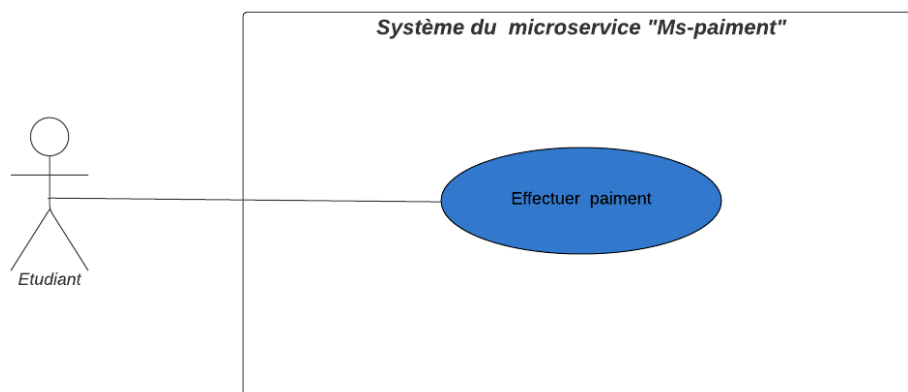 Système du microservice "Ms-paiment"
Effectuer paiment
Etudiant